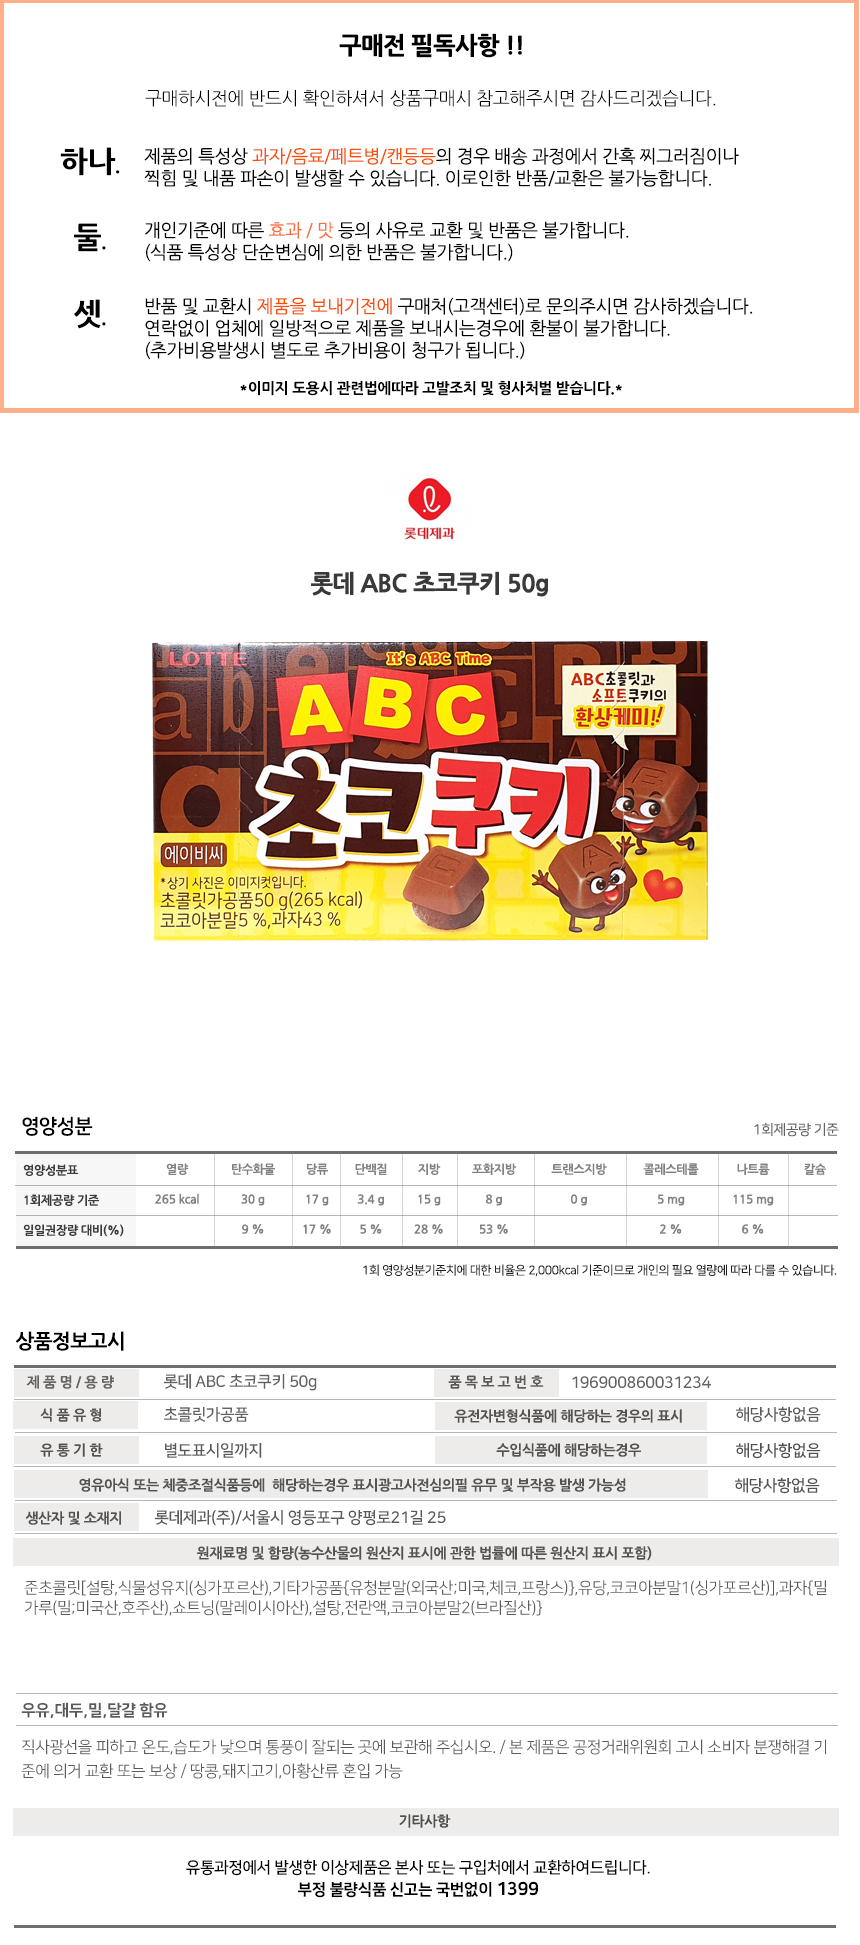 구매전 필독사항 !!
구매하시전에 반드시 확인하셔서 상품구매시 참고해주시면 감사드리겠습니다.
하나. 제품의 특성상 과자/음료/페트병/캔등등의 경우 배송 과정에서 간혹 찌그러짐이나
찍힘 및 내품 파손이 발생할 수 있습니다. 이로인한 반품/교환은 불가능합니다.
둘. 개인기준에 따른 효과 / 맛 등의 사유로 교환 및 반품은 불가합니다.
(식품 특성상 단순변심에 의한 반품은 불가합니다.)
셋. 반품 및 교환시 제품을 보내기전에 구매처(고객센터)로 문의주시면 감사하겠습니다.
연락없이 업체에 일방적으로 제품을 보내시는경우에 환불이 불가합니다.
(추가비용발생시 별도로 추가비용이 청구가 됩니다.)
*이미지 도용시 관련법에따라 고발조치 및 형사처벌 받습니다.*
롯데제과
롯데 ABC 초코쿠키 50g
LOTTE
It's ABC Time
ABC
ABC초콜릿과
소프트쿠키의
환상케미!!
초코쿠키
에이비씨
*상기 사진은 이미지컷입니다.
초콜릿가공품50 g(265 kcal)
코코아분말5 %,과자43 %
영양성분
1회제공량 기준
영양성분표 열량 탄수화물 당류 단백질 지방 포화지방 트랜스지방 콜레스테롤 나트륨 칼슘
1회제공량 기준 265 kcal 30 g 17 g 3.4 g 15 g 8 g 0 g 5 mg 115 mg
일일권장량 대비(%) 9 % 17 % 5 % 28 % 53 % 2 % 6 %
1회 영양성분기준치에 대한 비율은 2,000kcal 기준이므로 개인의 필요 열량에 따라 다를 수 있습니다.
상품정보고시
제품명/용량 롯데 ABC 초코쿠키 50g 품목보고번호 196900860031234
식품유형 초콜릿가공품 유전자변형식품에 해당하는 경우의 표시 해당사항없음
유통기한 별도표시일까지 수입식품에 해당하는경우 해당사항없음
영유아식 또는 체중조절식품등에 해당하는경우 표시광고사전심의필 유무 및 부작용 발생 가능성 해당사항없음
생산자 및 소재지 롯데제과(주)/서울시 영등포구 양평로21길 25
원재료명 및 함량(농수산물의 원산지 표시에 관한 법률에 따른 원산지 표시 포함)
준초콜릿[설탕,식물성유지(싱가포르산),기타가공품{유청분말(외국산;미국,체코,프랑스)},유당,코코아분말1(싱가포르산)],과자{밀
가루(밀;미국산,호주산),쇼트닝(말레이시아산),설탕,전란액,코코아분말2(브라질산)}
우유,대두,밀,달걀 함유
직사광선을 피하고 온도,습도가 낮으며 통풍이 잘되는 곳에 보관해 주십시오. / 본 제품은 공정거래위원회 고시 소비자 분쟁해결 기
준에 의거 교환 또는 보상 / 땅콩,돼지고기,아황산류 혼입 가능
기타사항
유통과정에서 발생한 이상제품은 본사 또는 구입처에서 교환하여드립니다.
부정 불량식품 신고는 국번없이 1399